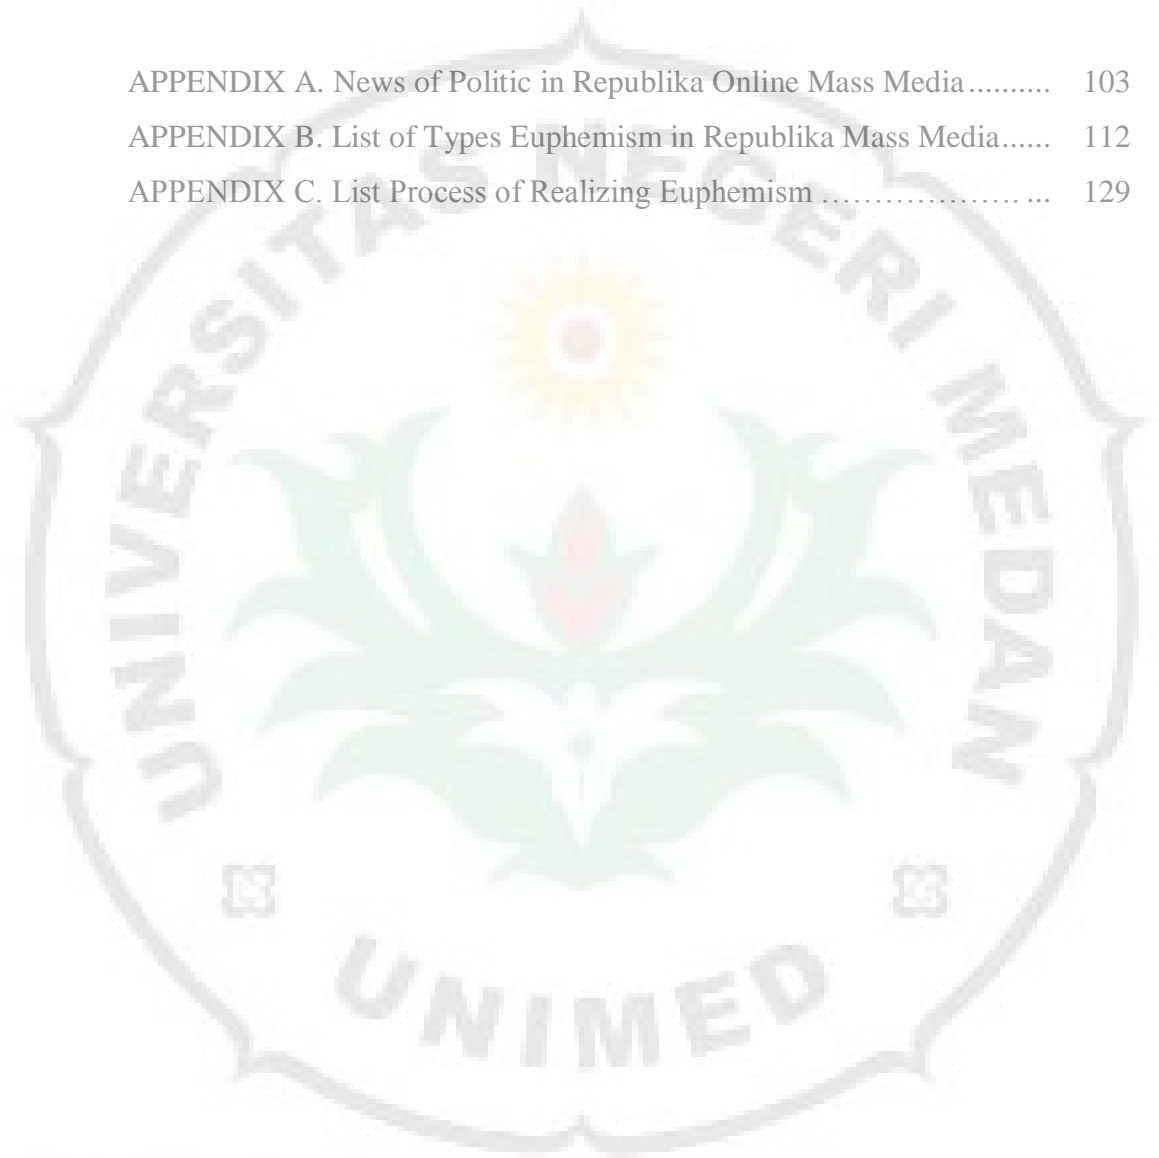 APPENDIX A. News of Politic in Republika Online Mass Media.......... 103
APPENDIX B. List of Types Euphemism in Republika Mass Media...... 112
APPENDIX C. List Process of Realizing Euphemism ………………… ... 129
UNIVERSITAS NEGERI MEDAN
UNIMED